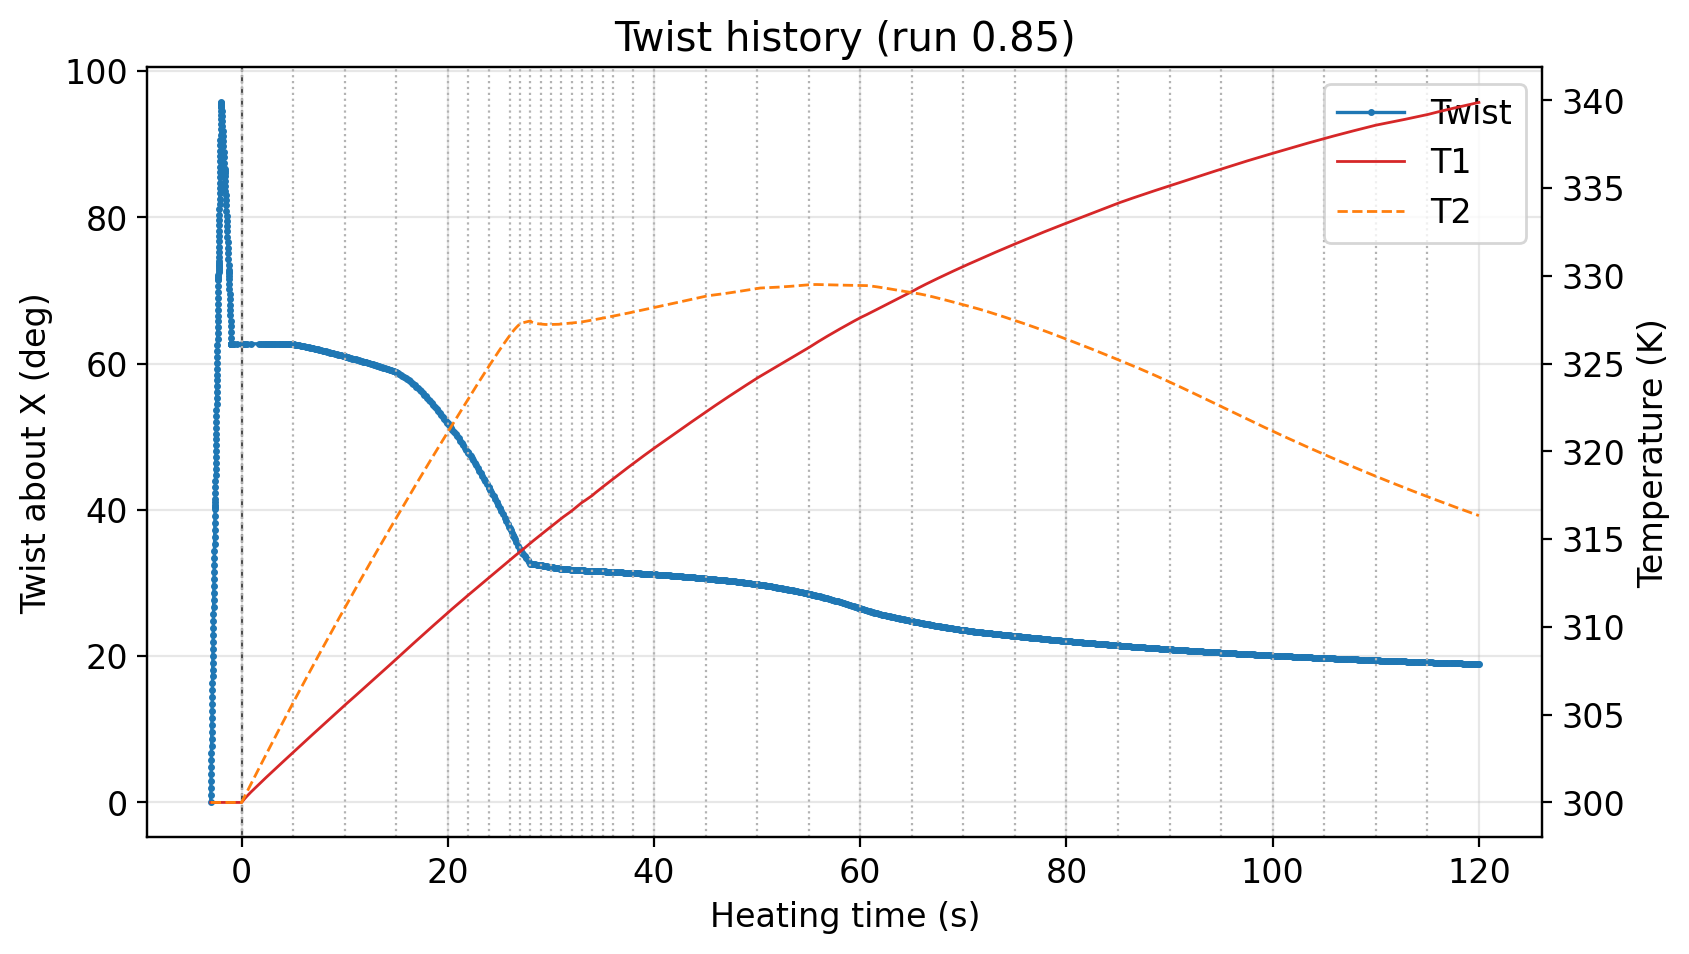 Twist history (run 0.85)
Twist about X (deg)
100
80
60
40
20
0
Twist
T1
T2
340
335
330
325
320
315
310
305
300
Temperature (K)
0 20 40 60 80 100 120
Heating time (s)